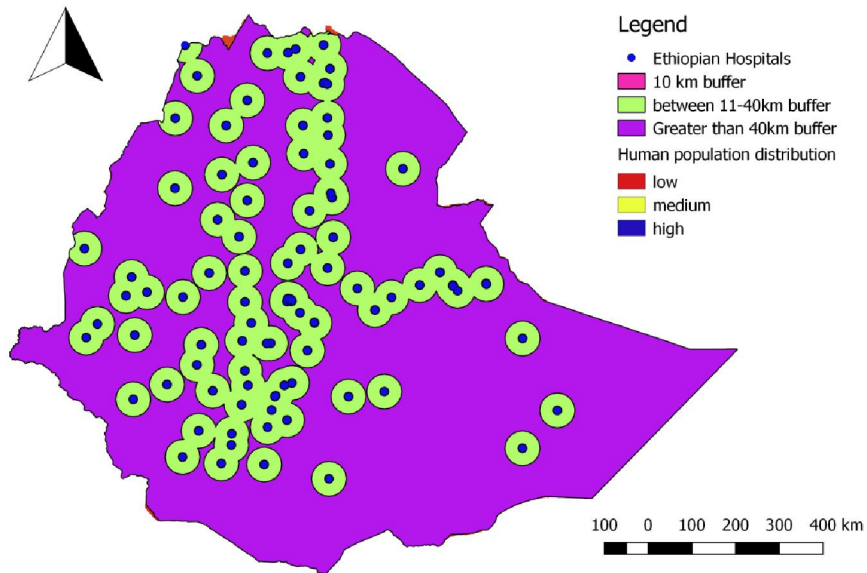 Legend
Ethiopian Hospitals
10 km buffer
between 11-40km buffer
Greater than 40km buffer
Human population distribution
low
medium
high
100 0 100 200 300 400 km